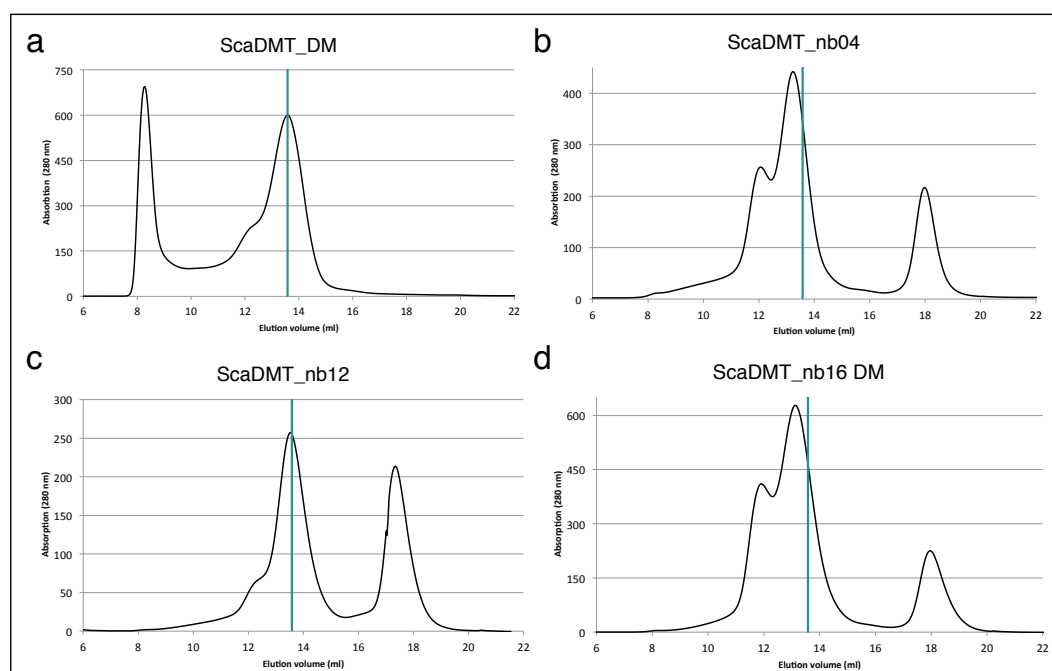 a
ScaDMT_DM
Absorbtion (280 nm)
750
600
450
300
150
0
6 8 10 12 14 16 18 20 22
Elution volume (ml)
b
ScaDMT_nb04
Absorbtion (280 nm)
400
300
200
100
0
6 8 10 12 14 16 18 20 22
Elution volume (ml)
c
ScaDMT_nb12
Absorption (280 nm)
300
250
200
150
100
50
0
6 8 10 12 14 16 18 20 22
Elution volume (ml)
d
ScaDMT_nb16 DM
Absorption (280 nm)
600
450
300
150
0
6 8 10 12 14 16 18 20 22
Elution volume (ml)